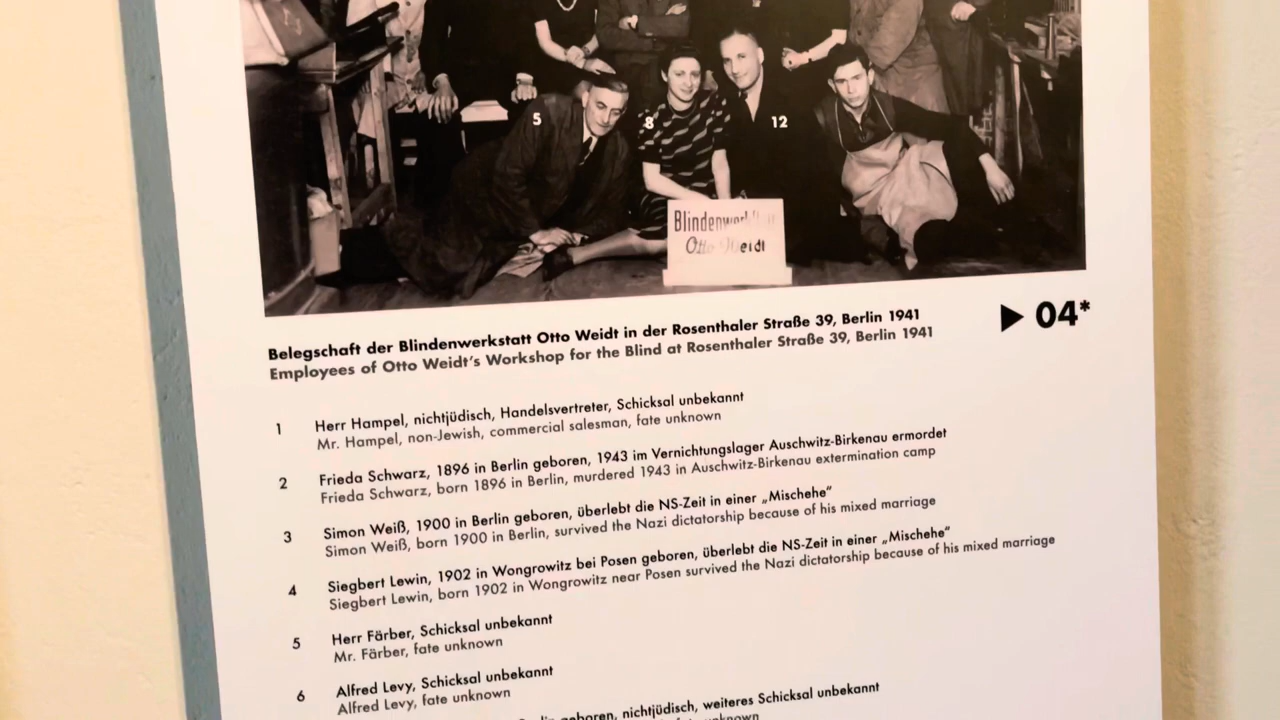 5
8
12
Blindenwerkstatt
Otto Weidt
04*
Belegschaft der Blindenwerkstatt Otto Weidt in der Rosenthaler Straße 39, Berlin 1941
Employees of Otto Weidt's Workshop for the Blind at Rosenthaler Straße 39, Berlin 1941
1 Herr Hampel, nichtjüdisch, Handelsvertreter, Schicksal unbekannt
Mr. Hampel, non-Jewish, commercial salesman, fate unknown
2 Frieda Schwarz, 1896 in Berlin geboren, 1943 im Vernichtungslager Auschwitz-Birkenau ermordet
Frieda Schwarz, born 1896 in Berlin, murdered 1943 in Auschwitz-Birkenau extermination camp
3 Simon Weiß, 1900 in Berlin geboren, überlebt die NS-Zeit in einer „Mischehe“
Simon Weiß, born 1900 in Berlin, survived the Nazi dictatorship because of his mixed marriage
4 Siegbert Lewin, 1902 in Wongrowitz bei Posen geboren, überlebt die NS-Zeit in einer „Mischehe“
Siegbert Lewin, born 1902 in Wongrowitz near Posen survived the Nazi dictatorship because of his mixed marriage
5 Herr Färber, Schicksal unbekannt
Mr. Färber, fate unknown
6 Alfred Levy, Schicksal unbekannt
Alfred Levy, fate unknown
geboren, nichtjüdisch, weiteres Schicksal unbekannt
unknown